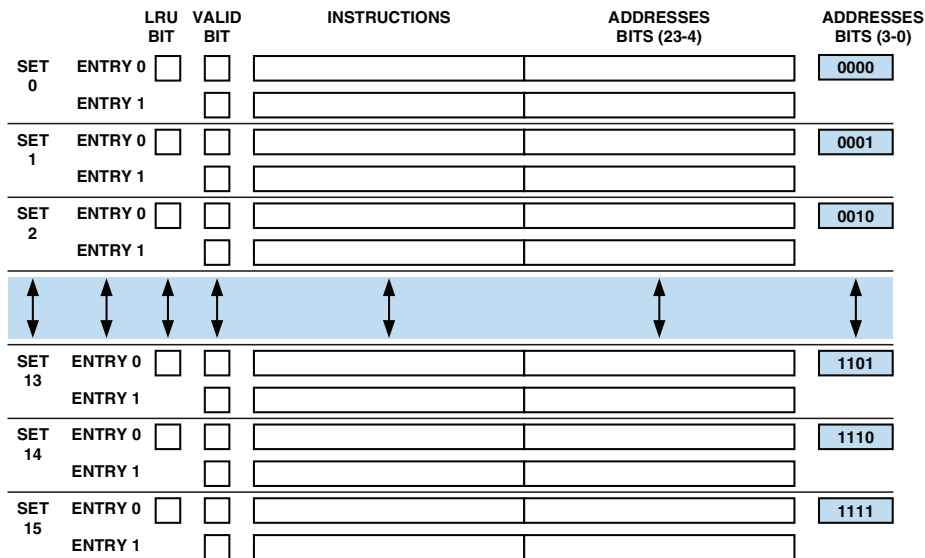 LRU VALID INSTRUCTIONS ADDRESSES ADDRESSES
BIT BIT BITS (23-4) BITS (3-0)
SET ENTRY 0 0000
0
ENTRY 1
SET ENTRY 0 0001
1
ENTRY 1
SET ENTRY 0 0010
2
ENTRY 1
SET ENTRY 0 1101
13
ENTRY 1
SET ENTRY 0 1110
14
ENTRY 1
SET ENTRY 0 1111
15
ENTRY 1